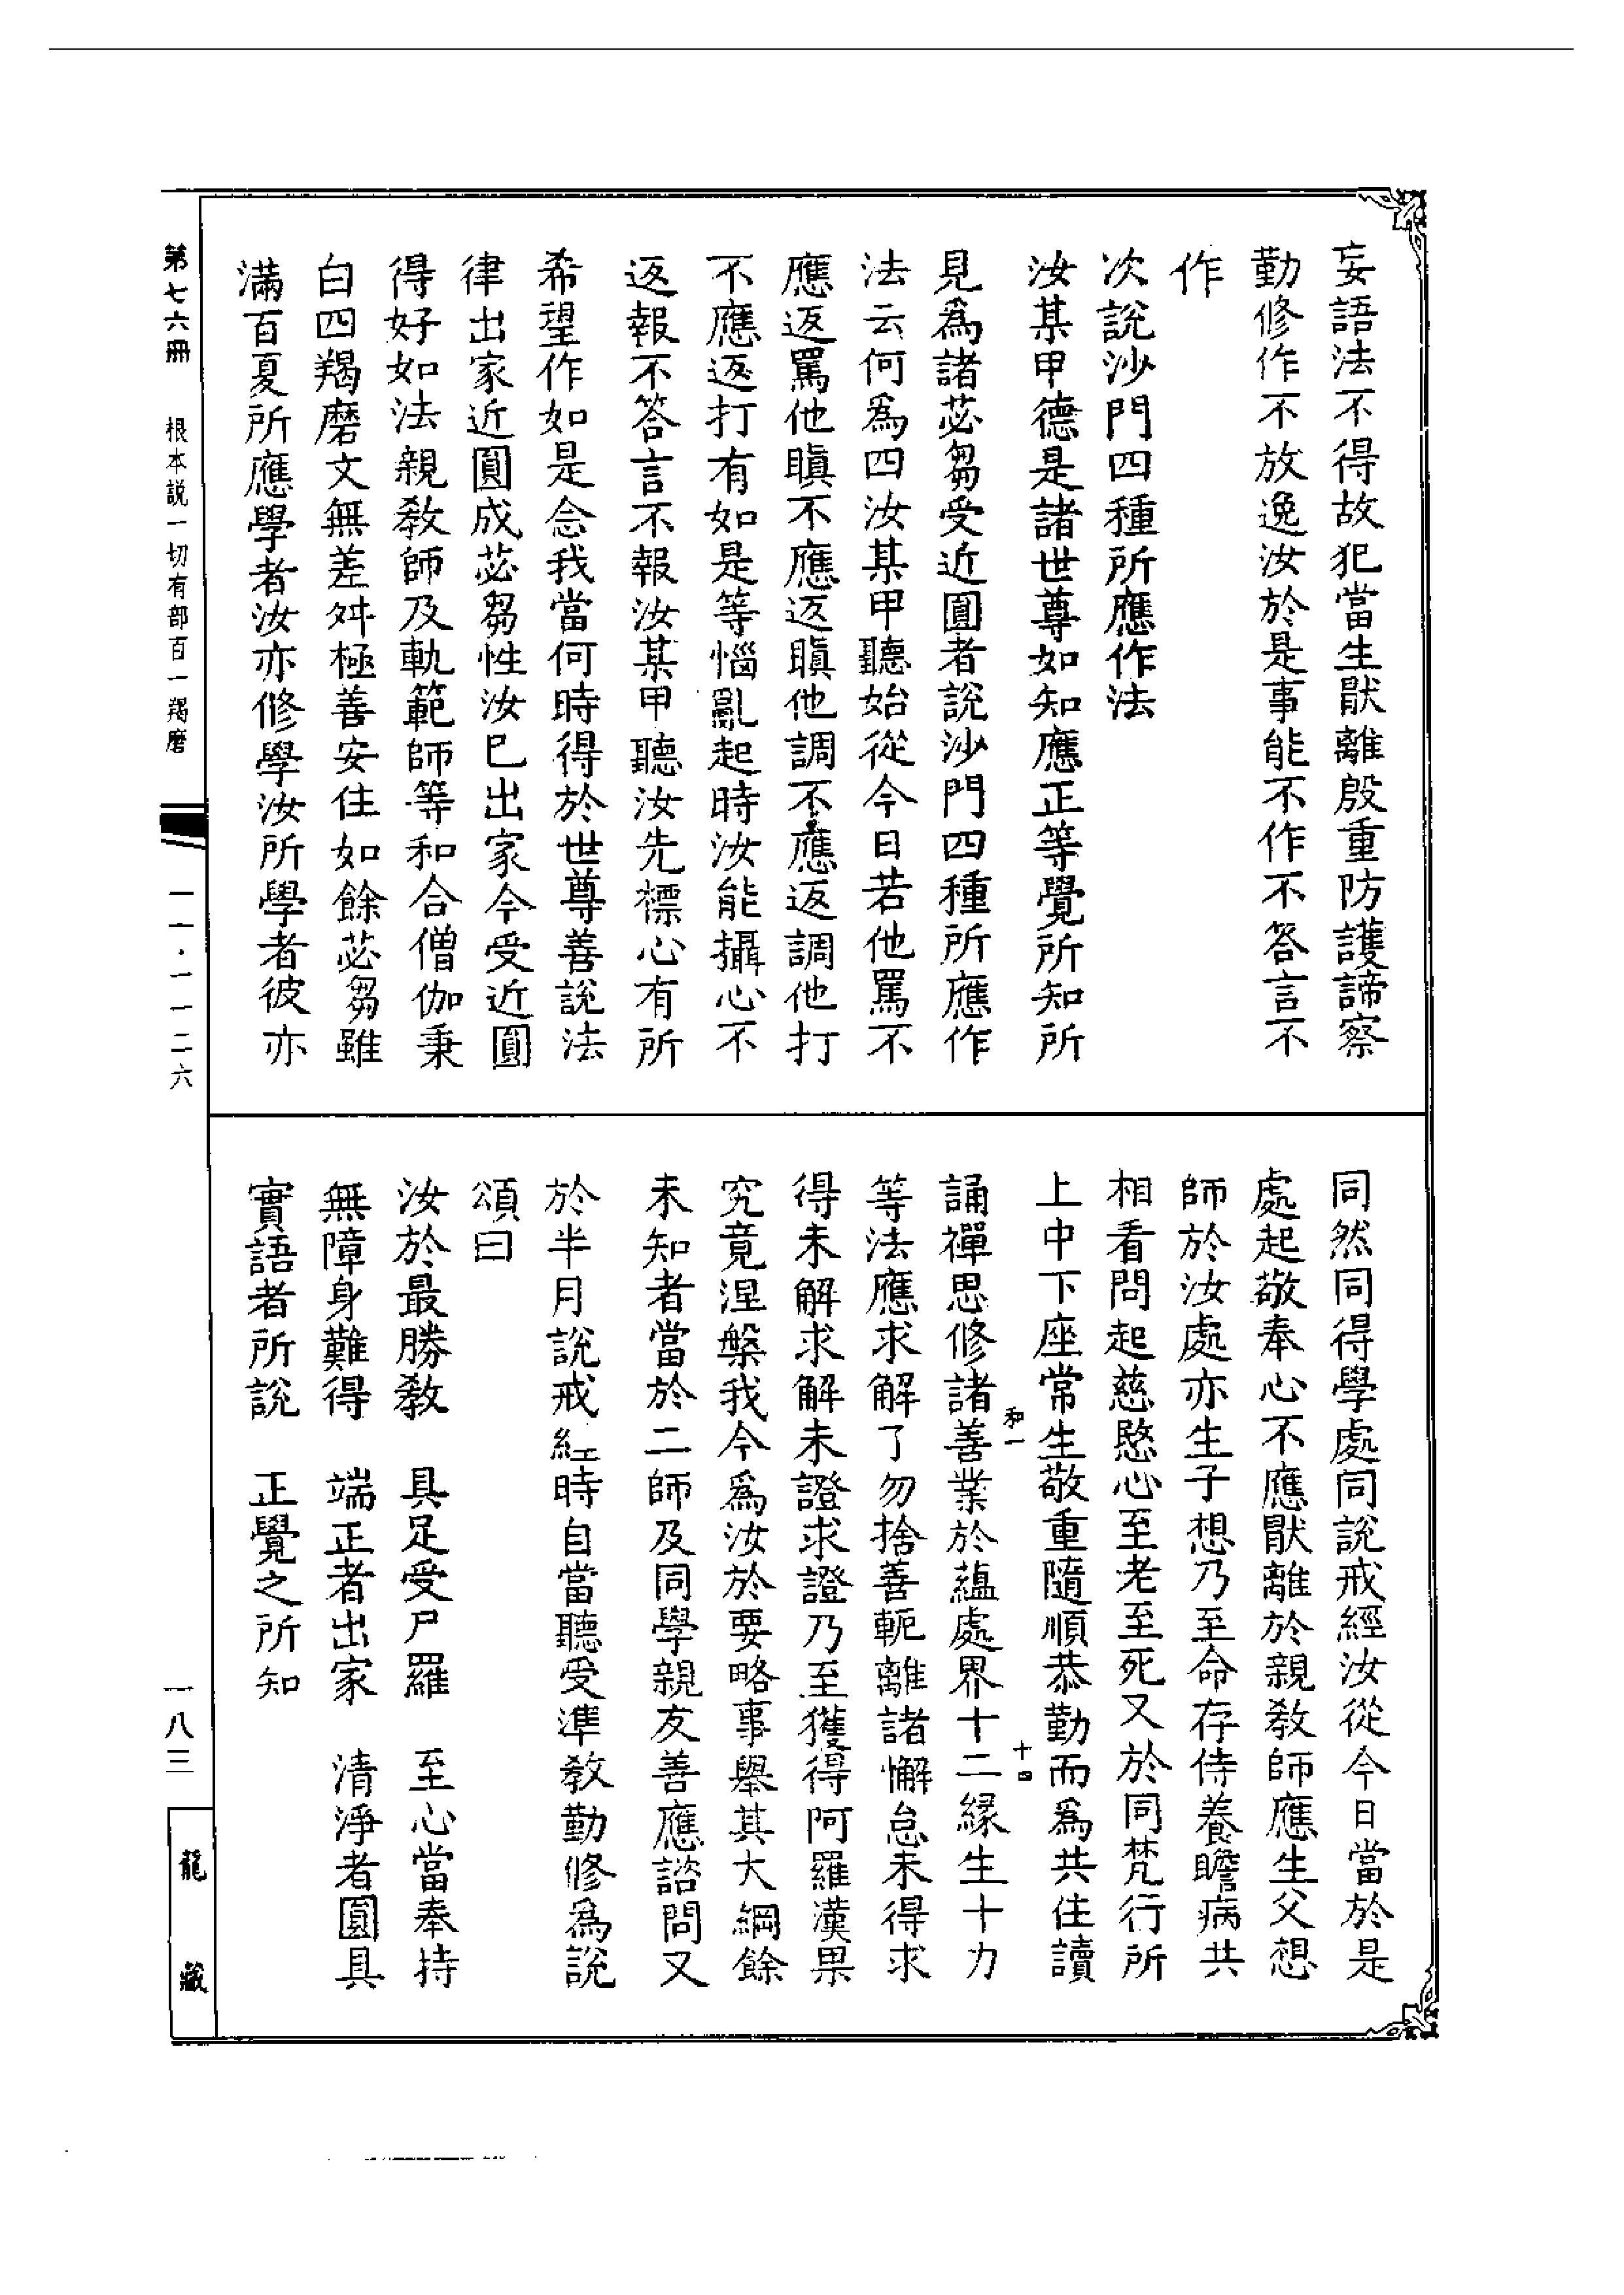 妄語法不得故犯當生猒離殷重防護諦察
勤修作不放逸汝於是事能不作不答言不
作
次說沙門四種所應作法
汝某甲德是諸世尊如知應正等覺所知所
見爲諸苾芻受近圓者說沙門四種所應作
法云何爲四汝某甲聽始從今日若他罵不
應返罵他瞋不應返瞋他調不應返調他打
不應返打有如是等惱亂起時汝能攝心不
返報不答言不報汝某甲聽汝先摽心有所
希望作如是念我當何時得於世尊善說法
律出家近圓成苾芻性汝已出家今受近圓
得好如法親教師及軌範師等和合僧伽秉
白四羯磨文無差舛極善安住如餘苾芻雖
滿百夏所應學者汝亦修學汝所學者彼亦
同然同得學處同說戒經汝從今日當於是
處起敬奉心不應猒離於親教師應生父想
師於汝處亦生子想乃至命存侍養瞻病共
相看問起慈愍心至老至死又於同梵行所
上中下座常生敬重隨順恭勤而爲共住讀
和一
十四
誦禪思修諸善業於蘊處界十二緣生十力
等法應求解了勿捨善軛離諸懈怠未得求
得未解求解未證求證乃至獲得阿羅漢果
究竟涅槃我今爲汝於要略事舉其大綱餘
未知者當於二師及同學親友善應諮問又
於半月說戒經時自當聽受準教勤修爲說
頌曰
汝於最勝教　具足受尸羅　至心當奉持
無障身難得　端正者出家　清淨者圓具
實語者所說　正覺之所知
第七六冊　根本説一切有部百一羯磨　一一·一一二六　一八三
龍藏